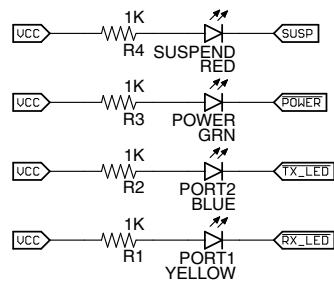 1K
VCC
SUSP
R4
SUSPEND
RED
1K
VCC
POWER
R3
POWER
GRN
1K
VCC
TX_LED
R2
PORT2
BLUE
1K
VCC
RX_LED
R1
PORT1
YELLOW